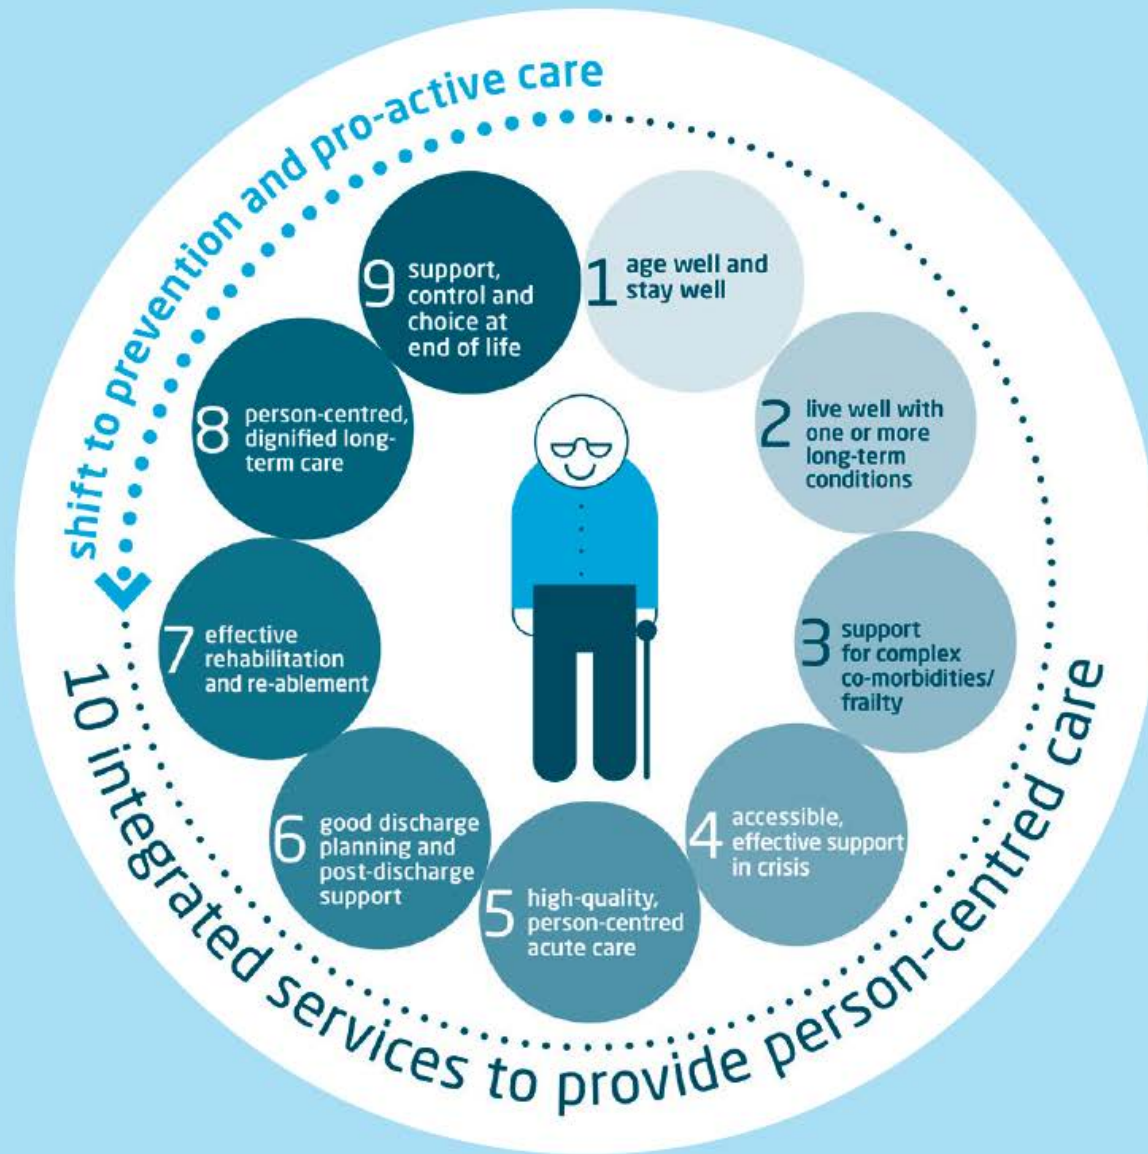 shift to prevention and pro-active care
1 age well and
stay well
2 live well with
one or more
long-term
conditions
3 support
for complex
co-morbidities/
frailty
4 accessible,
effective support
in crisis
5 high-quality,
person-centred
acute care
6 good discharge
planning and
post-discharge
support
7 effective
rehabilitation
and re-ablement
8 person-centred,
dignified long-
term care
9 support,
control and
choice at
end of life
10 integrated services to provide person-centred care